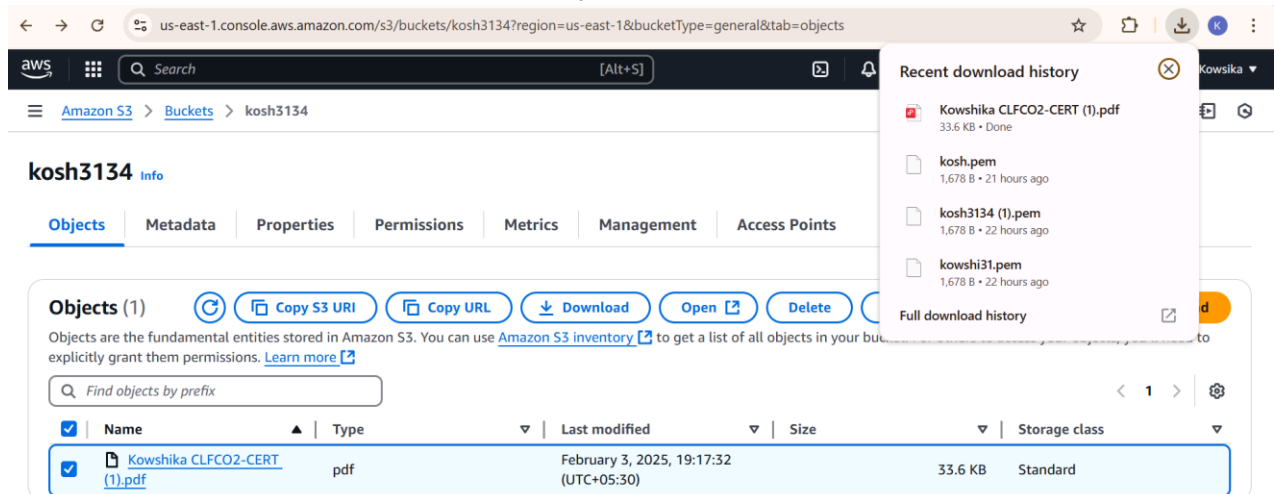 us-east-1.console.aws.amazon.com/s3/buckets/kosh3134?region=us-east-1&bucketType=general&tab=objects
K
aws
Search
[Alt+S]
Kowsika
Amazon S3 > Buckets > kosh3134
Recent download history
Kowshika CLFCO2-CERT (1).pdf
33.6 KB • Done
kosh.pem
1,678 B • 21 hours ago
kosh3134 (1).pem
1,678 B • 22 hours ago
kowshi31.pem
1,678 B • 22 hours ago
Full download history
kosh3134 Info
Objects Metadata Properties Permissions Metrics Management Access Points
Objects (1) Copy S3 URI Copy URL Download Open Delete
Objects are the fundamental entities stored in Amazon S3. You can use Amazon S3 inventory to get a list of all objects in your
explicitly grant them permissions. Learn more
Find objects by prefix
< 1 >
Name Type Last modified Size Storage class
Kowshika CLFCO2-CERT (1).pdf pdf February 3, 2025, 19:17:32 (UTC+05:30) 33.6 KB Standard